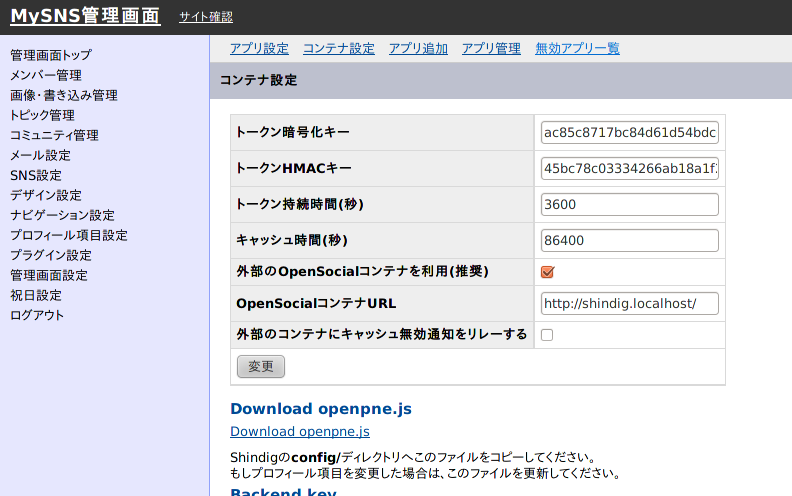 MySNS管理画面 サイト確認
管理画面トップ
メンバー管理
画像・書き込み管理
トピック管理
コミュニティ管理
メール設定
SNS設定
デザイン設定
ナビゲーション設定
プロフィール項目設定
プラグイン設定
管理画面設定
祝日設定
ログアウト
アプリ設定 コンテナ設定 アプリ追加 アプリ管理 無効アプリ一覧
コンテナ設定
トークン暗号化キー ac85c8717bc84d61d54bdc
トークンHMACキー 45bc78c03334266ab18a1f
トークン持続時間(秒) 3600
キャッシュ時間(秒) 86400
外部のOpenSocialコンテナを利用(推奨)
OpenSocialコンテナURL http://shindig.localhost/
外部のコンテナにキャッシュ無効通知をリレーする
変更
Download openpne.js
Download openpne.js
Shindigのconfig/ディレクトリへこのファイルをコピーしてください。
もしプロフィール項目を変更した場合は、このファイルを更新してください。
Backend key